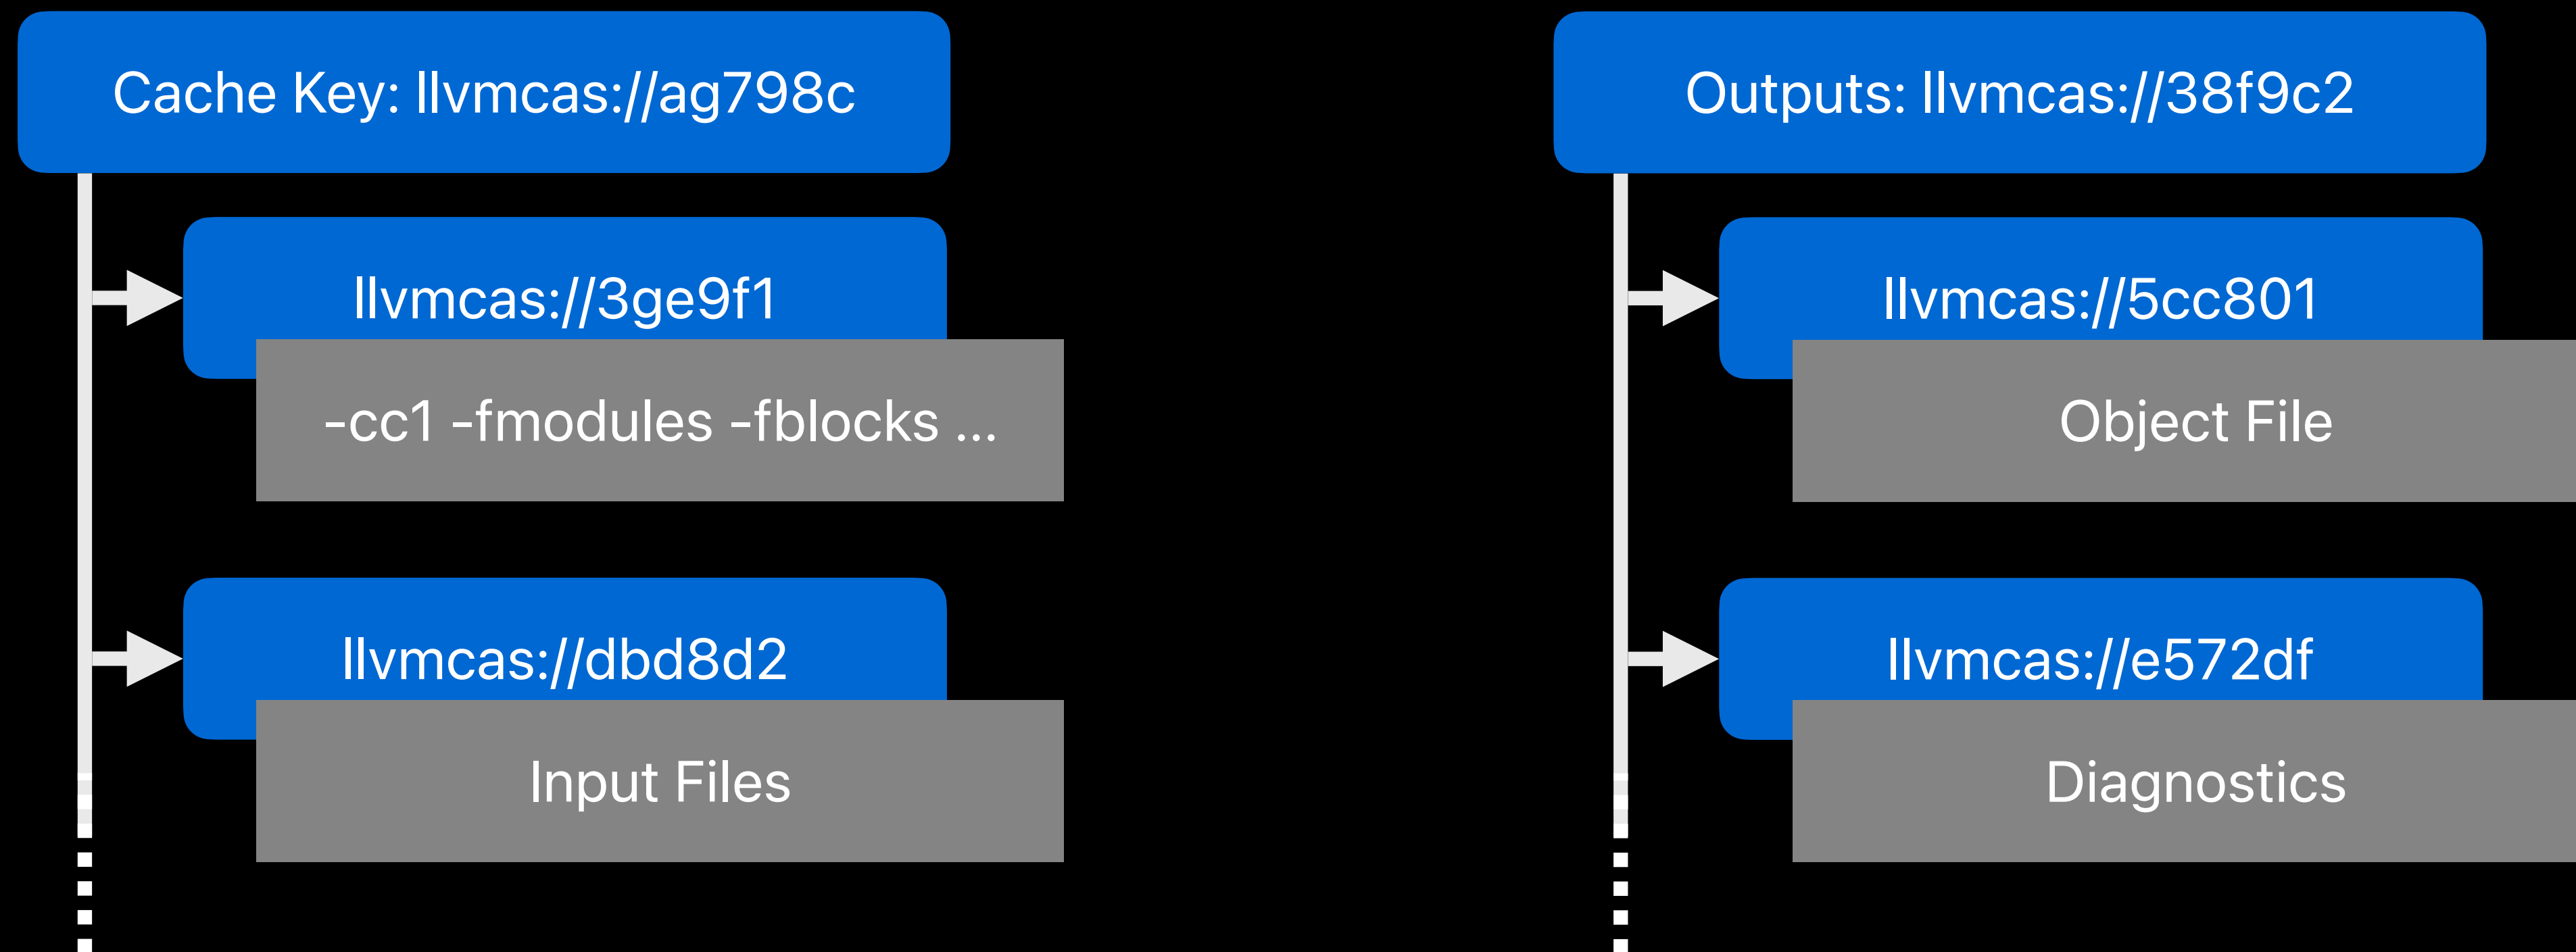 Cache Key: llvmcas://ag798c
llvmcas://3ge9f1
-cc1 -fmodules -fblocks ...
llvmcas://dbd8d2
Input Files
Outputs: llvmcas://38f9c2
llvmcas://5cc801
Object File
llvmcas://e572df
Diagnostics